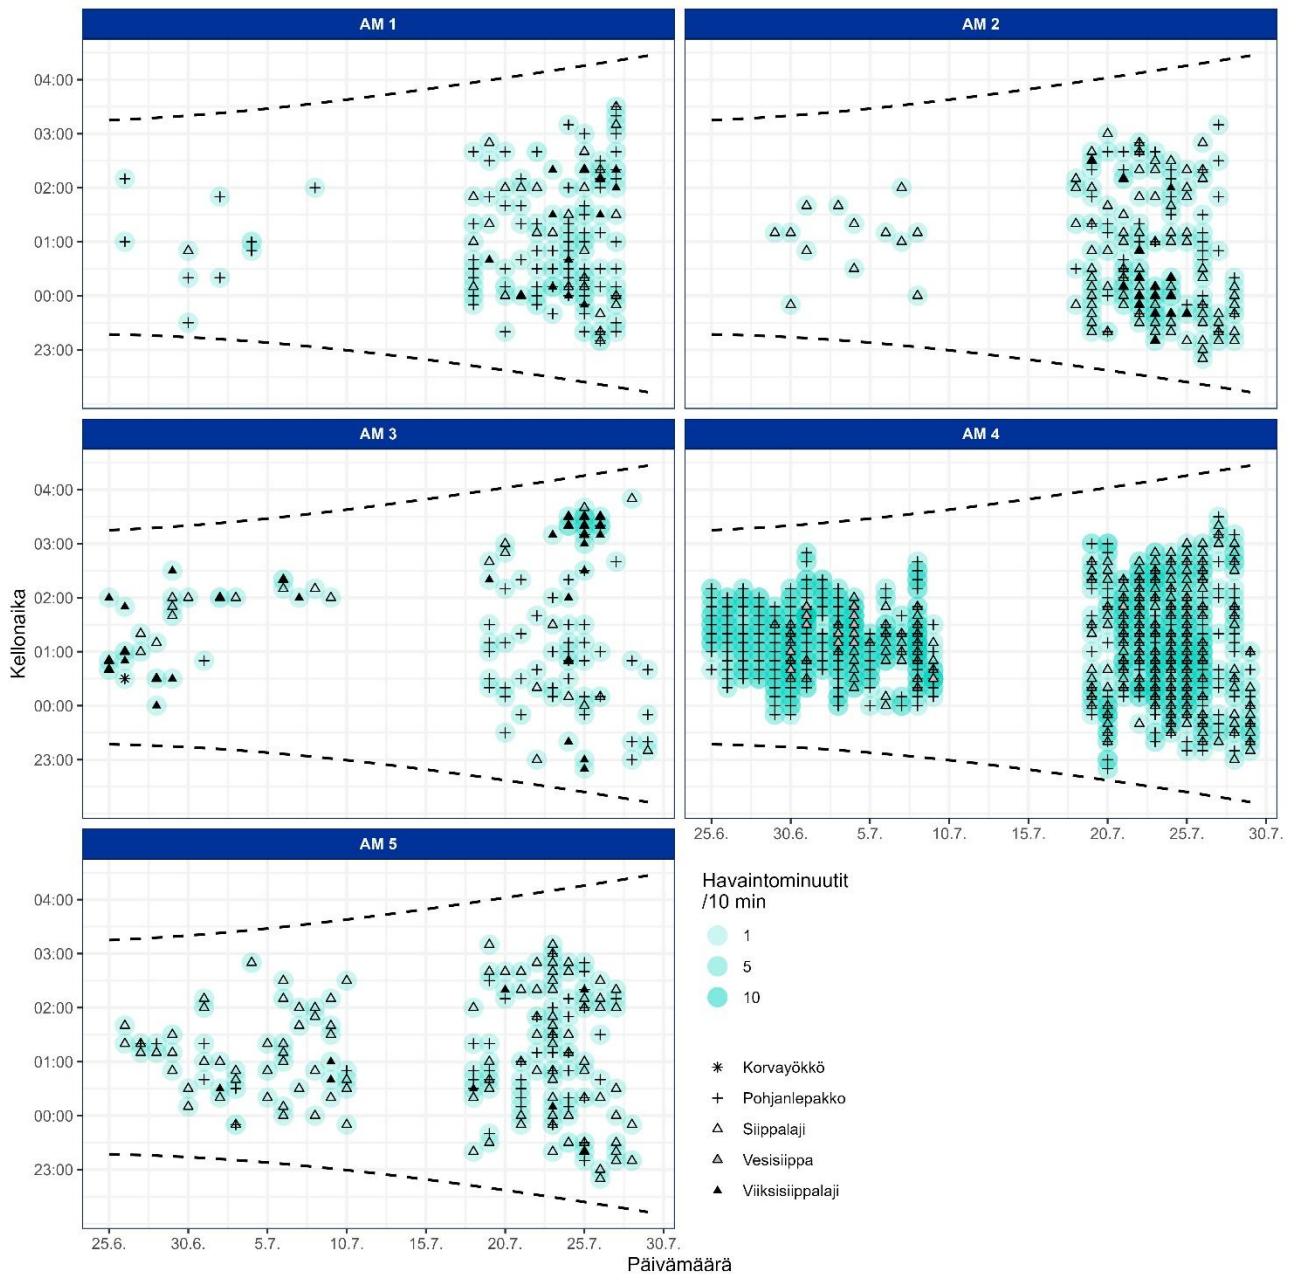 AM 1
AM 2
04:00
03:00
02:00
01:00
00:00
23:00
AM 3
AM 4
04:00
03:00
02:00
01:00
00:00
23:00
Kellonaika
25.6.
30.6.
5.7.
10.7.
15.7.
20.7.
25.7.
30.7.
AM 5
04:00
03:00
02:00
01:00
00:00
23:00
25.6.
30.6.
5.7.
10.7.
15.7.
20.7.
25.7.
30.7.
Päivämäärä
Havaintominuutit
/10 min
1
5
10
Korvayökkö
Pohjanlepakko
Siippalaji
Vesisiippa
Viiksisiippalaji